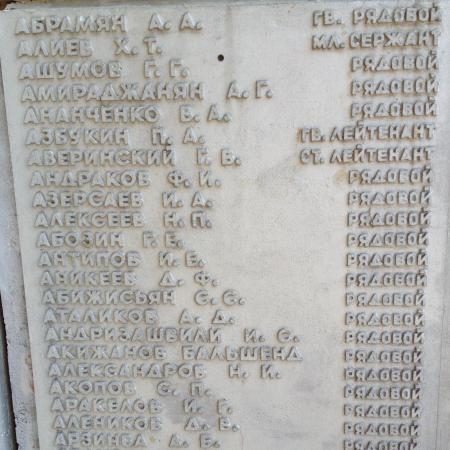 АБРАМЯН А. А. ГВ. РЯДОВОЙ
АЛИЕВ Х. Т. МЛ. СЕРЖАНТ
АШУМОВ Г. Г. РЯДОВОЙ
АМИРАДЖАНЯН А. Г. РЯДОВОЙ
АНАНЧЕНКО В. А. РЯДОВОЙ
АЗБУКИН П. А. ГВ. ЛЕЙТЕНАНТ
АВЕРИНСКИЙ Г. В. СТ. ЛЕЙТЕНАНТ
АНДРАКОВ Ф. И. РЯДОВОЙ
АЗЕРСАЕВ И. А. РЯДОВОЙ
АЛЕКСЕЕВ Н. П. РЯДОВОЙ
АБОЗИН Г. Е. РЯДОВОЙ
АНТИПОВ И. Е. РЯДОВОЙ
АНИКЕЕВ Д. Ф. РЯДОВОЙ
АБИЖИСЬЯН С. С. РЯДОВОЙ
АТАЛИКОВ А. Д. РЯДОВОЙ
АНДРИЗАШВИЛИ И. С. РЯДОВОЙ
АКИЖАНОВ БАЛЬШЕНД РЯДОВОЙ
АЛЕКСАНДРОВ Н. И. РЯДОВОЙ
АКОПОВ С. П. РЯДОВОЙ
АРАКЕЛОВ И. Г. РЯДОВОЙ
АЛЕНИКОВ Д. В. РЯДОВОЙ
АРЗИНБА Д. Б. РЯДОВОЙ